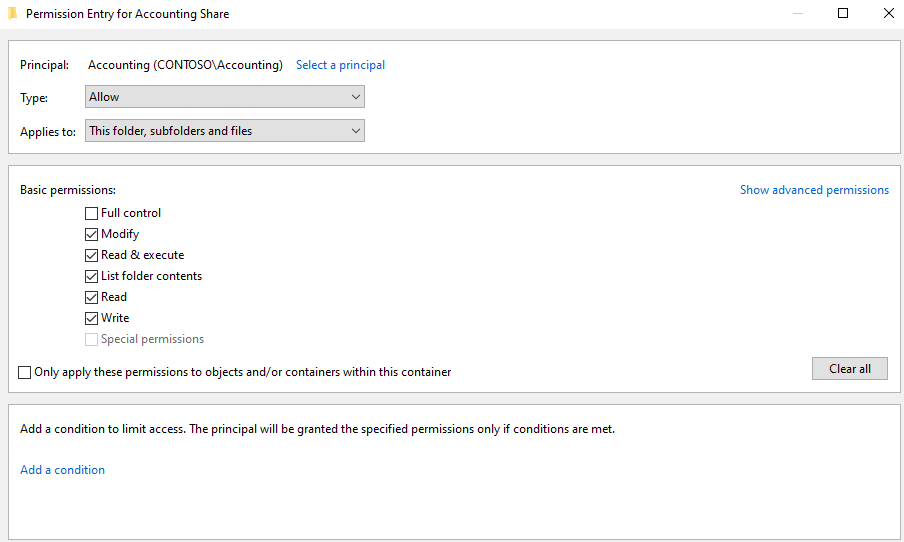 Permission Entry for Accounting Share
Principal: Accounting (CONTOSO\Accounting) Select a principal
Type: Allow
Applies to: This folder, subfolders and files
Basic permissions: Show advanced permissions
Full control
Modify
Read & execute
List folder contents
Read
Write
Special permissions
Only apply these permissions to objects and/or containers within this container Clear all
Add a condition to limit access. The principal will be granted the specified permissions only if conditions are met.
Add a condition